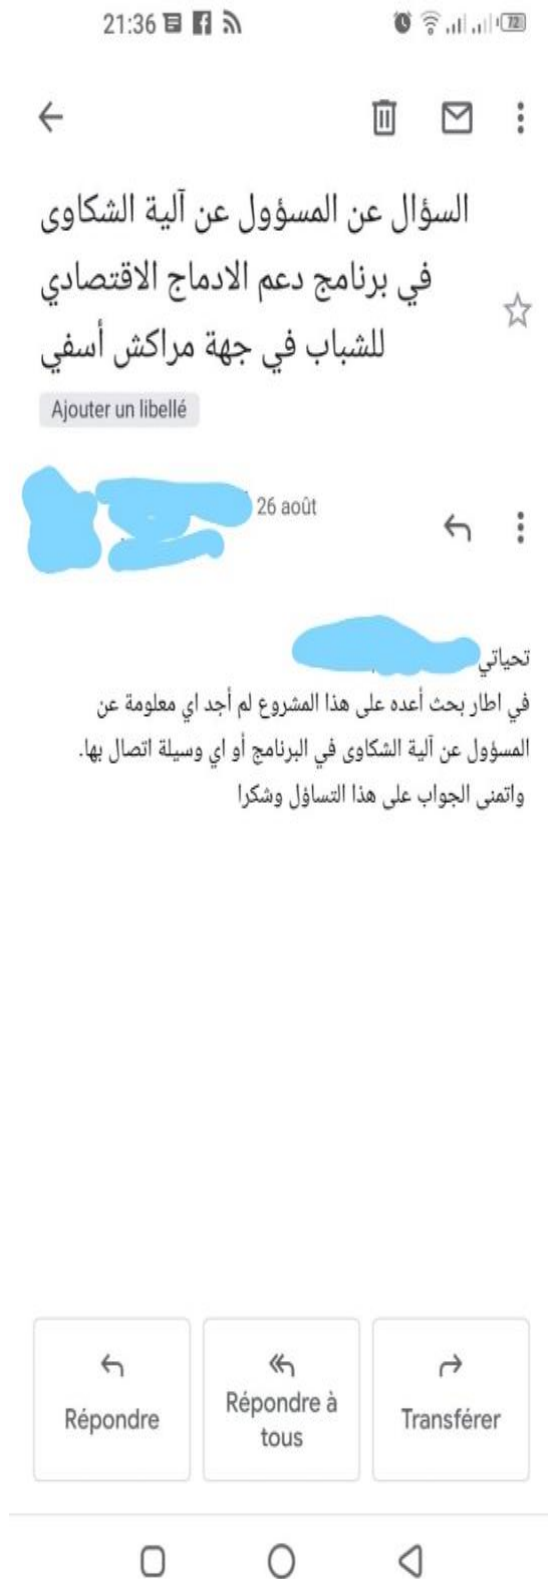 21:36
72
السؤال عن المسؤول عن آلية الشكاوى
في برنامج دعم الادماج الاقتصادي
للشباب في جهة مراكش أسفي
Ajouter un libellé
26 août
تحياتي
في اطار بحث أعده على هذا المشروع لم أجد اي معلومة عن
المسؤول عن آلية الشكاوى في البرنامج أو اي وسيلة اتصال بها.
واتمنى الجواب على هذا التساؤل وشكرا
Répondre
Répondre à
tous
Transférer